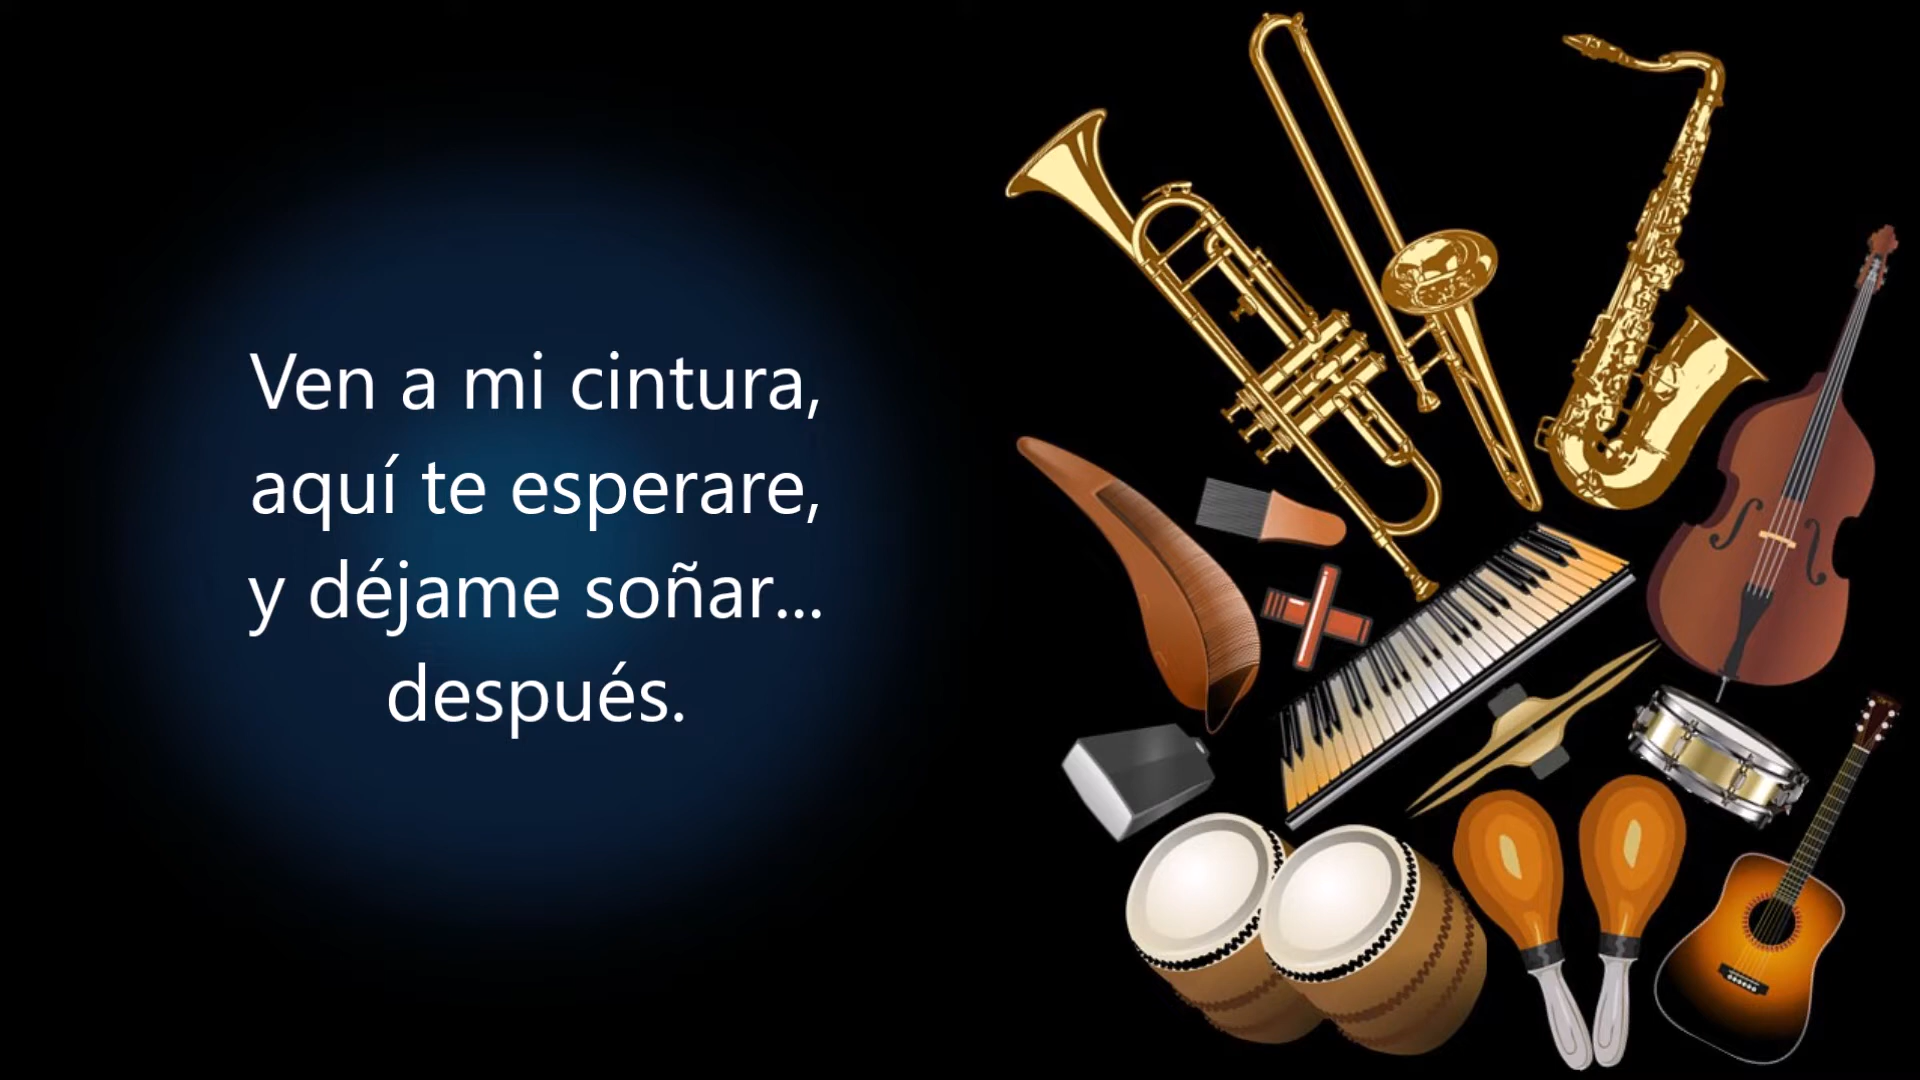 Ven a mi cintura,
aquí te esperare,
y déjame soñar...
después.